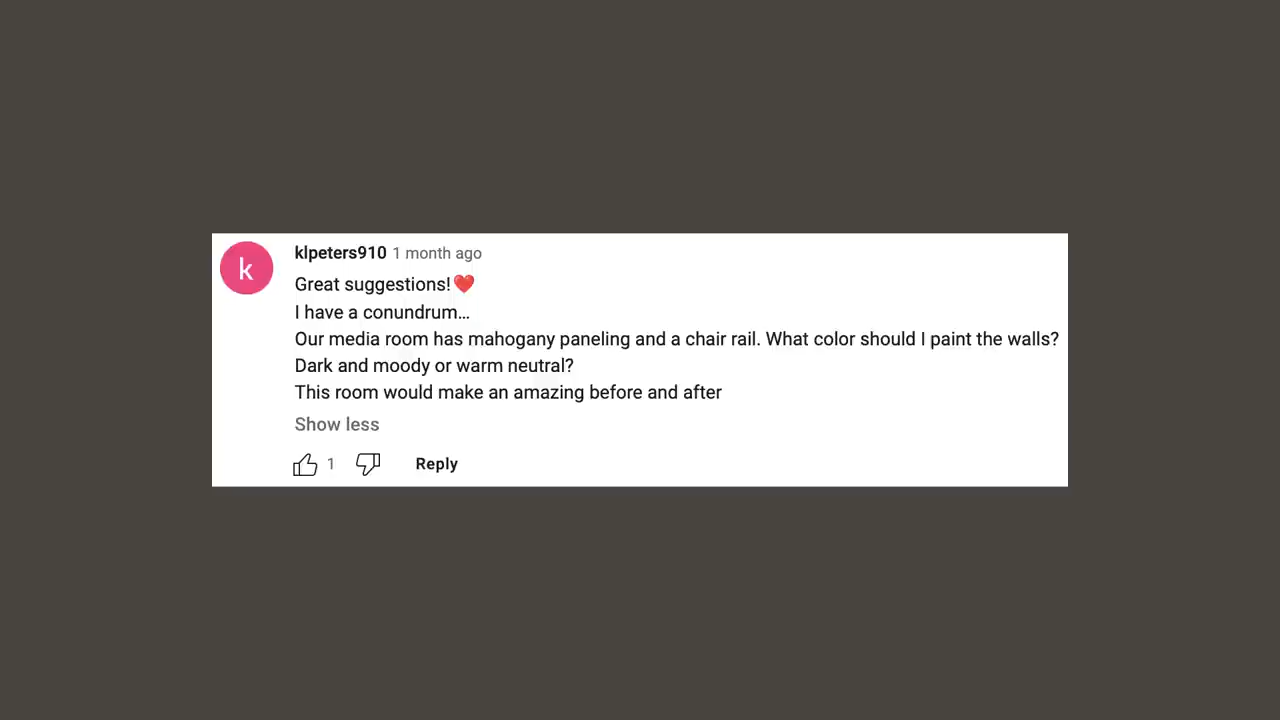 k
klpeters910 1 month ago
Great suggestions!❤️
I have a conundrum...
Our media room has mahogany paneling and a chair rail. What color should I paint the walls?
Dark and moody or warm neutral?
This room would make an amazing before and after
Show less
1 Reply